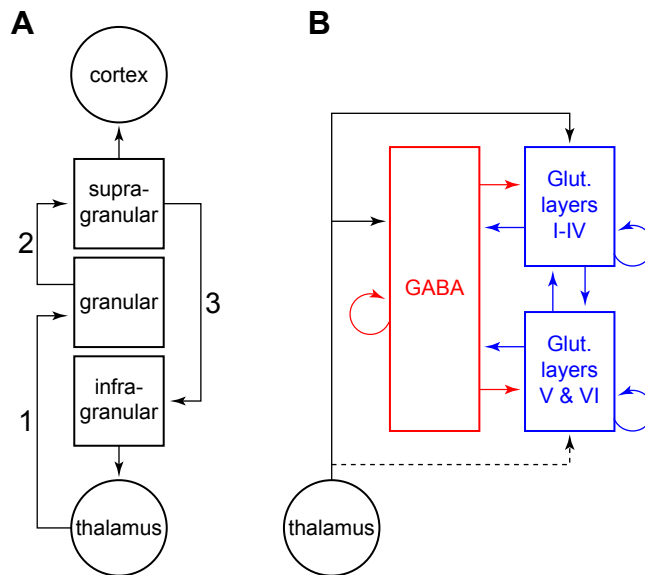 A
cortex
supra-
granular
2
granular
3
infra-
granular
1
thalamus
B
GABA
Glut.
layers
I-IV
Glut.
layers
V & VI
thalamus